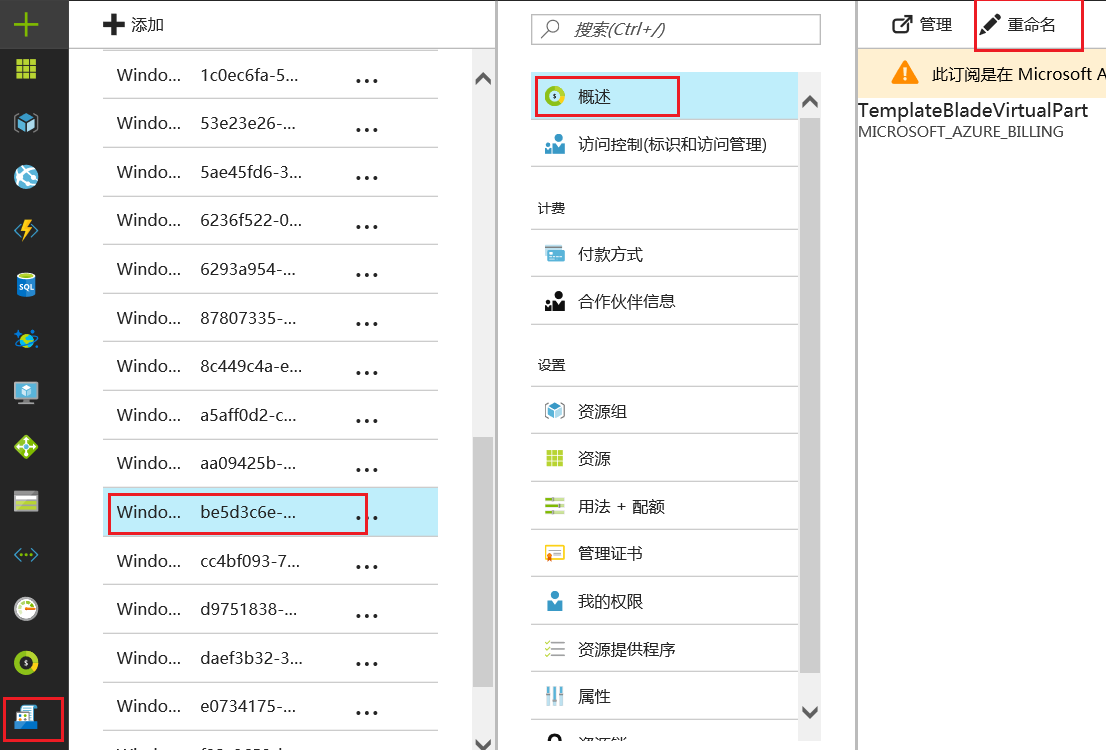 添加
Windo... 1c0ec6fa-5... ...
Windo... 53e23e26-... ...
Windo... 5ae45fd6-3... ...
Windo... 6236f522-0... ...
Windo... 6293a954-... ...
Windo... 87807335-... ...
Windo... 8c449c4a-e... ...
Windo... a5aff0d2-c... ...
Windo... aa09425b-... ...
Windo... be5d3c6e-... ...
Windo... cc4bf093-7... ...
Windo... d9751838-... ...
Windo... daef3b32-3... ...
Windo... e0734175-... ...
搜索(Ctrl+/)
概述
访问控制(标识和访问管理)
计费
付款方式
合作伙伴信息
设置
资源组
资源
用法 + 配额
管理证书
我的权限
资源提供程序
属性
管理
重命名
此订阅是在 Microsoft A
TemplateBladeVirtualPart
MICROSOFT_AZURE_BILLING
SQL